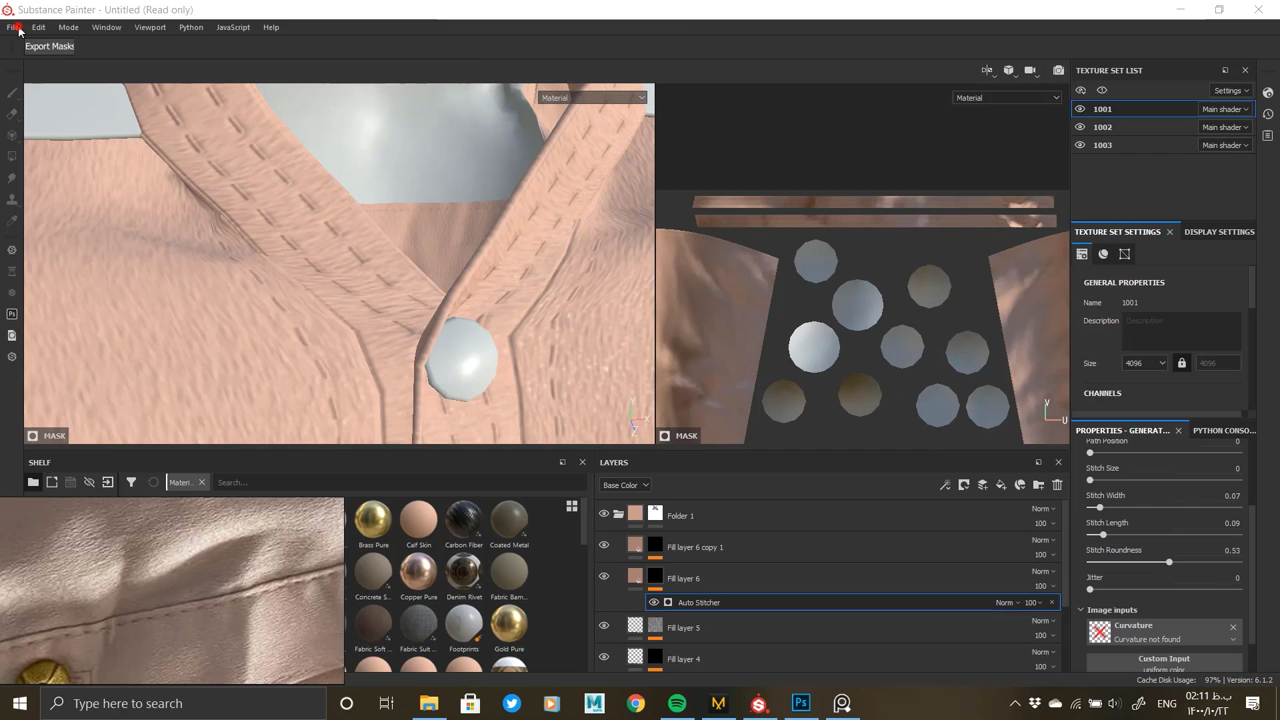 Substance Painter - Untitled (Read only)
File Edit Mode Window Viewport Python JavaScript Help
Export Masks
Material
Material
MASK
MASK
TEXTURE SET LIST
Settings
1001 Main shader
1002 Main shader
1003 Main shader
TEXTURE SET SETTINGS
DISPLAY SETTINGS
GENERAL PROPERTIES
Name 1001
Description Description
Size 4096 4096
CHANNELS
PROPERTIES - GENERAT...
PYTHON CONSO...
Path Position 0
Stitch Size 0
Stitch Width 0.07
Stitch Length 0.09
Stitch Roundness 0.53
Jitter 0
Image inputs
Curvature
Curvature not found
Custom Input
uniform color
SHELF
Materi...
Search...
Brass Pure Calf Skin Carbon Fiber Coated Metal
Concrete S... Copper Pure Denim Rivet Fabric Bam...
Fabric Soft ... Fabric Suit ... Footprints Gold Pure
LAYERS
Base Color
Folder 1 Norm 100
Fill layer 6 copy 1 Norm 100
Fill layer 6 Norm 100
Auto Stitcher Norm 100
Fill layer 5 Norm 100
Fill layer 4 Norm
Cache Disk Usage: 97% | Version: 6.1.2
Type here to search
02:11 ب.ظ
۱۴۰۰/۱۰/۲۲